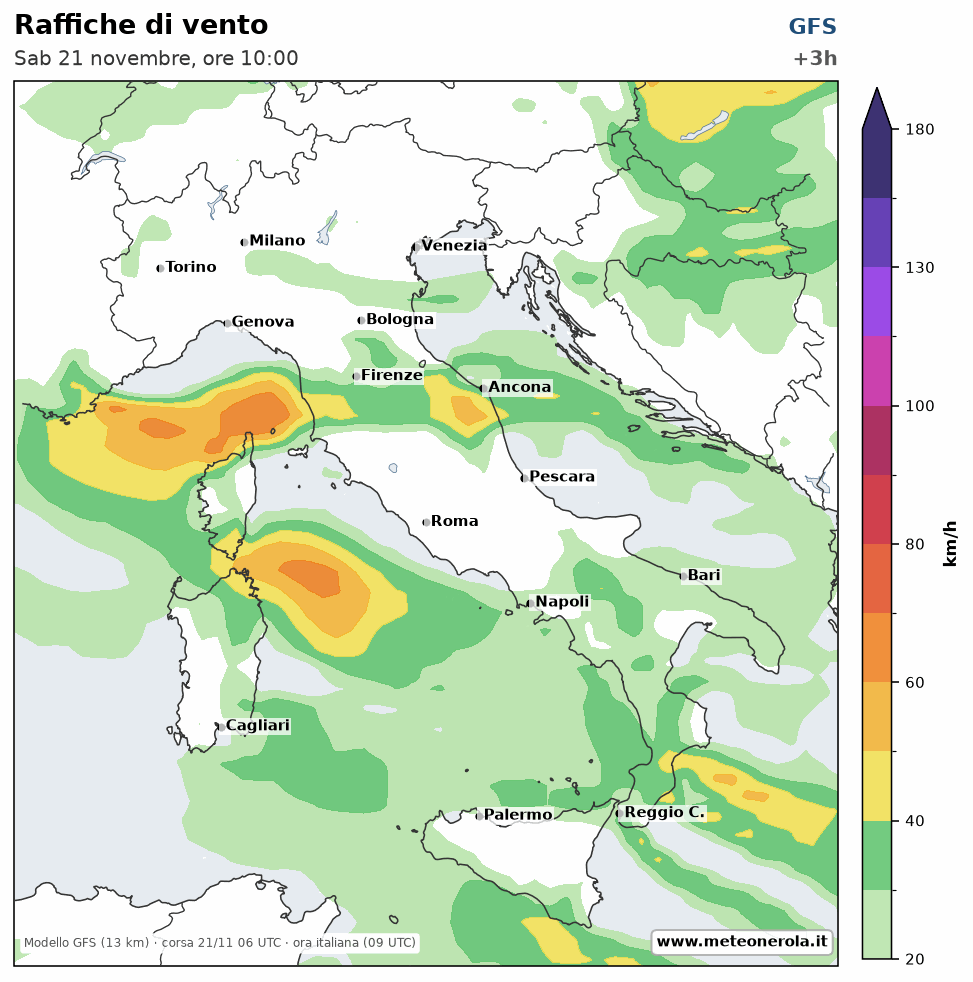 Raffiche di vento
GFS
Sab 21 novembre, ore 10:00
+3h
180
130
100
80
60
40
20
km/h
Milano
Venezia
Torino
Genova
Bologna
Firenze
Ancona
Pescara
Roma
Bari
Napoli
Cagliari
Palermo
Reggio C.
Modello GFS (13 km) · corsa 21/11 06 UTC · ora italiana (09 UTC)
www.meteonerola.it